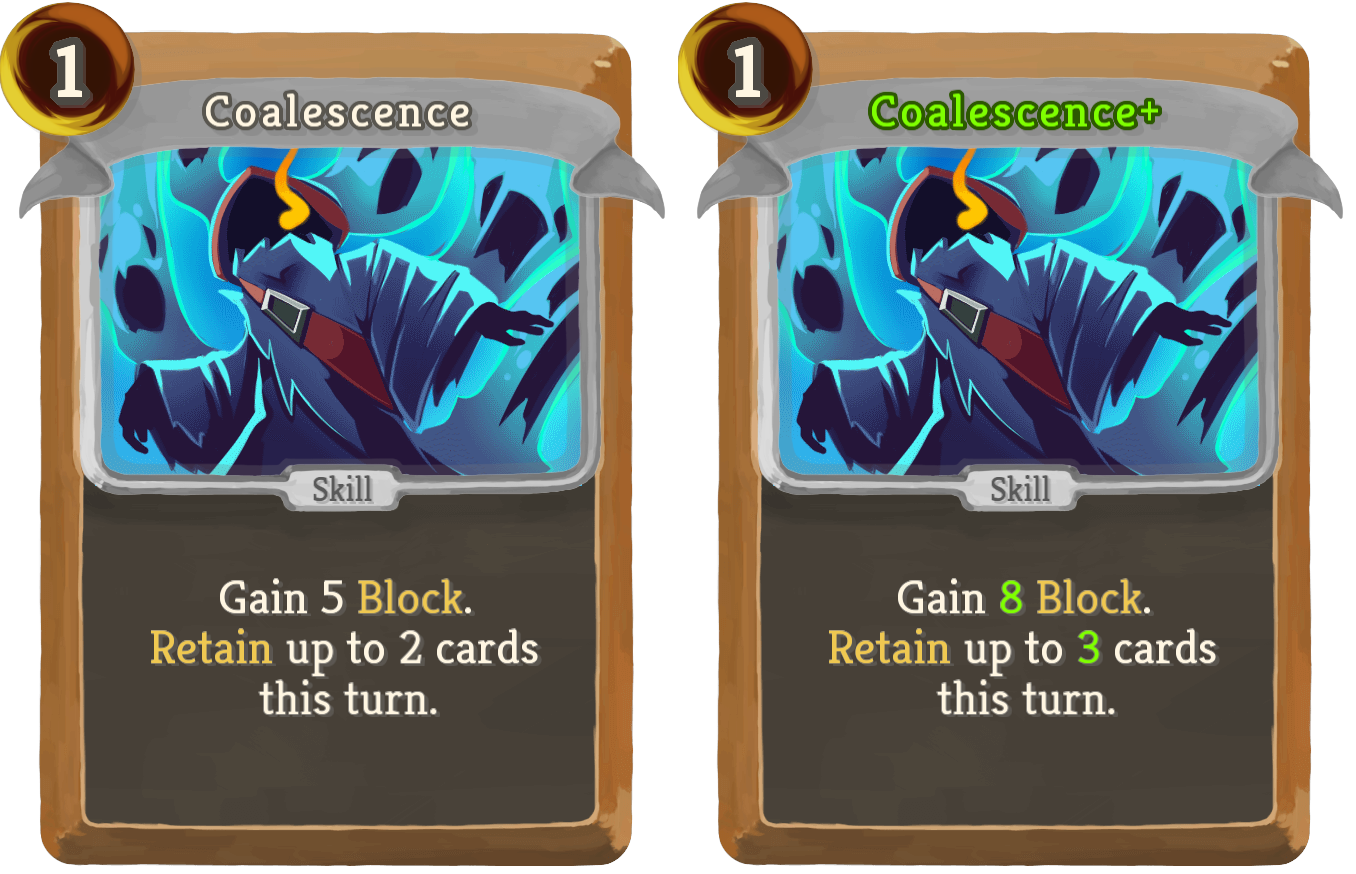 1
Coalescence
Skill
Gain 5 Block.
Retain up to 2 cards
this turn.
1
Coalescence+
Skill
Gain 8 Block.
Retain up to 3 cards
this turn.